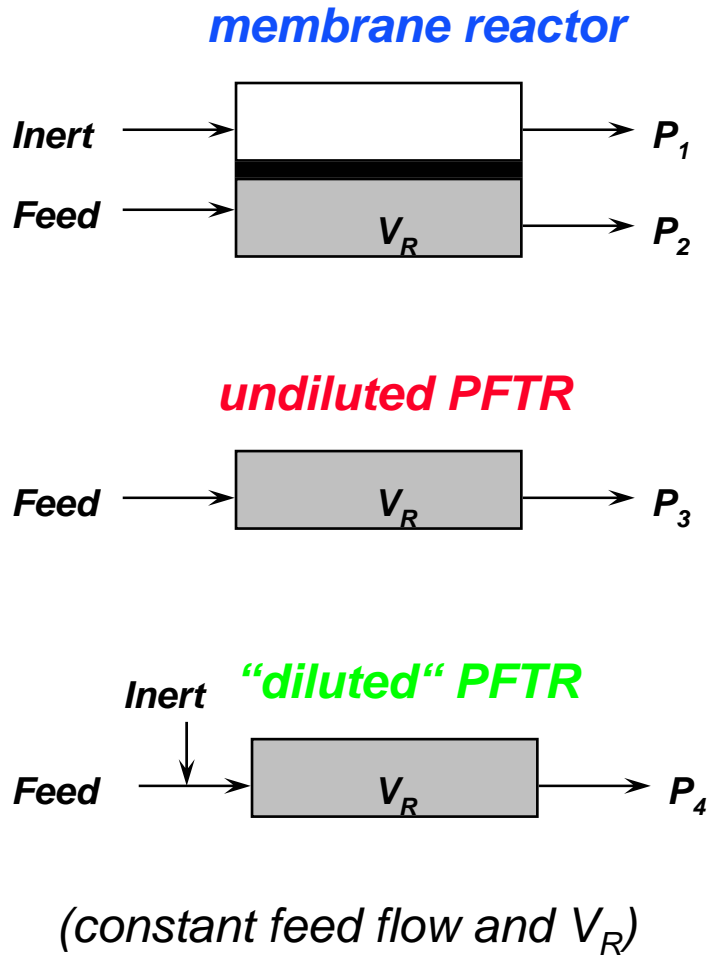 membrane reactor
Inert
P1
Feed
VR
P2
undiluted PFTR
Feed
VR
P3
“diluted“ PFTR
Inert
Feed
VR
P4
(constant feed flow and VR)